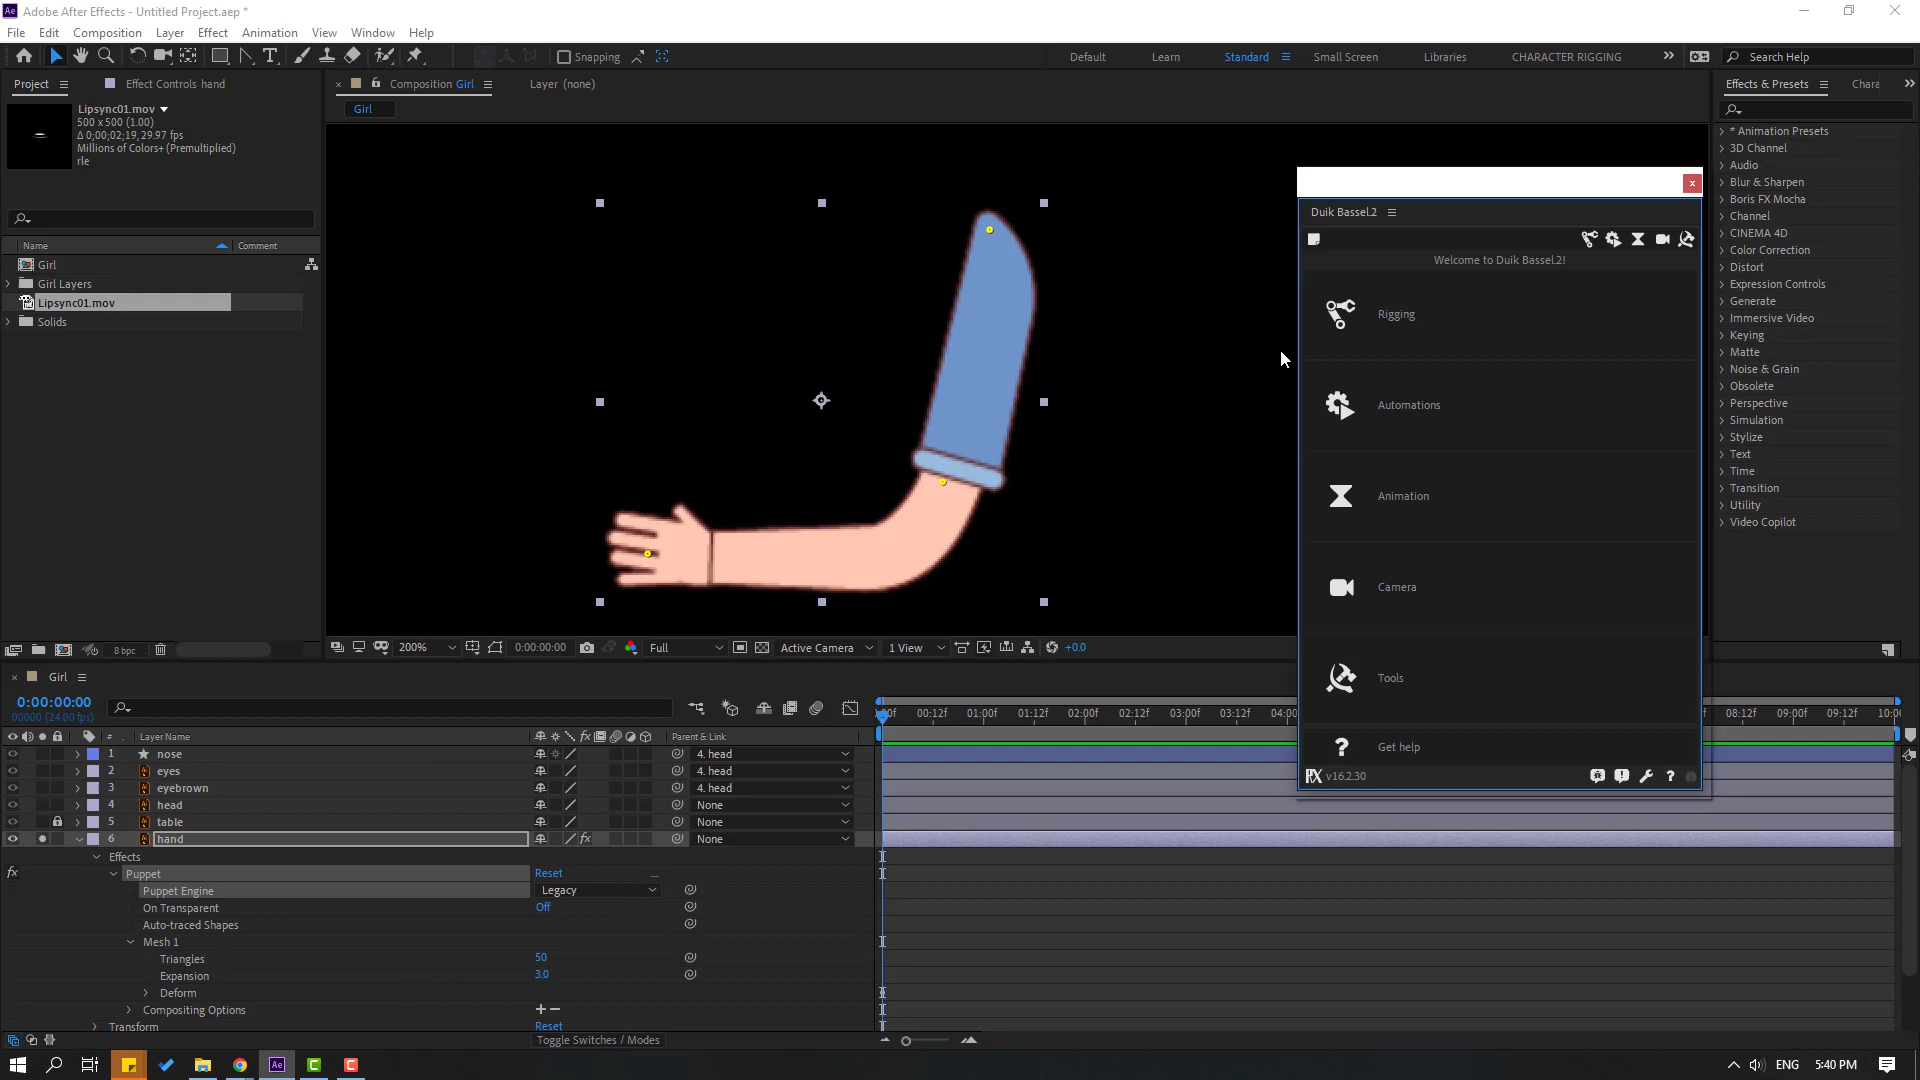 Adobe After Effects - Untitled Project.aep *
File Edit Composition Layer Effect Animation View Window Help
Snapping
Default Learn Standard Small Screen Libraries CHARACTER RIGGING Search Help
Project Effect Controls hand
Composition Girl Layer (none)
Effects & Presets Chara
Girl
Lipsync01.mov
500 x 500 (1.00)
Δ 0;00;02;19, 29.97 fps
Millions of Colors+ (Premultiplied)
rle
Name Comment
Girl
Girl Layers
Lipsync01.mov
Solids
8 bpc
200% 0:00:00:00 Full Active Camera 1 View +0.0
Duik Bassel.2
Welcome to Duik Bassel.2!
Rigging
Automations
Animation
Camera
Tools
Get help
v16.2.30
* Animation Presets
3D Channel
Audio
Blur & Sharpen
Boris FX Mocha
Channel
CINEMA 4D
Color Correction
Distort
Expression Controls
Generate
Immersive Video
Keying
Matte
Noise & Grain
Obsolete
Perspective
Simulation
Stylize
Text
Time
Transition
Utility
Video Copilot
Girl
0:00:00:00
00000 (24.00 fps)
00:12f 01:00f 01:12f 02:00f 02:12f 03:00f 03:12f 08:12f 09:00f 09:12f
# Layer Name fx Parent & Link
1 nose 4. head
2 eyes 4. head
3 eyebrown 4. head
4 head None
5 table None
6 hand fx None
Effects
fx Puppet Reset
Puppet Engine Legacy
On Transparent Off
Auto-traced Shapes
Mesh 1
Triangles 50
Expansion 3.0
Deform
Compositing Options
Transform Reset
Toggle Switches / Modes
ENG 5:40 PM